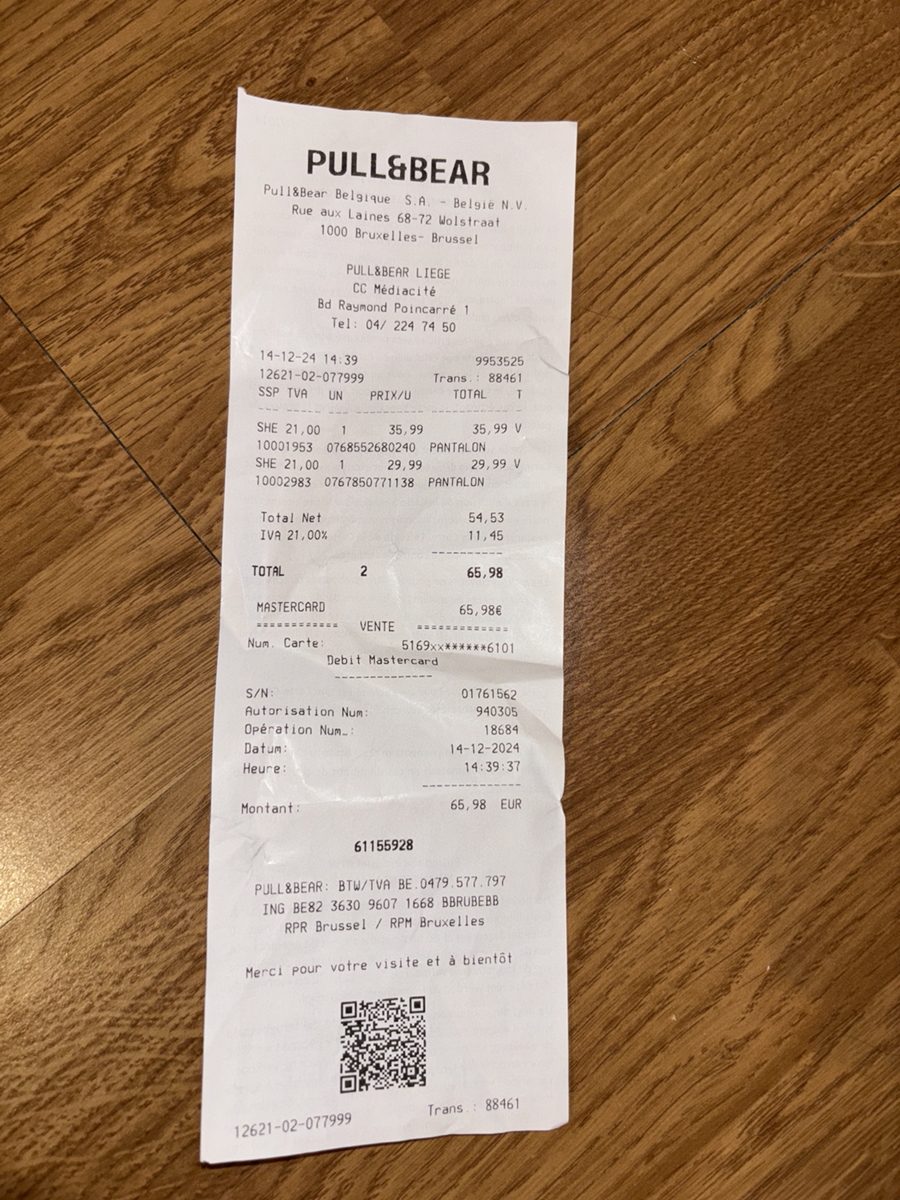 PULL&BEAR
Pull&Bear Belgique S.A. - België N.V.
Rue aux Laines 68-72 Wolstraat
1000 Bruxelles- Brussel
PULL&BEAR LIEGE
CC Médiacité
Bd Raymond Poincarré 1
Tel: 04/ 224 74 50
14-12-24 14:39 9953525
12621-02-077999 Trans.: 88461
SSP TVA UN PRIX/U TOTAL T
--- --- --- ---------- ---------- -
SHE 21,00 1 35,99 35,99 V
10001953 0768552680240 PANTALON
SHE 21,00 1 29,99 29,99 V
10002983 0767850771138 PANTALON
Total Net 54,53
IVA 21,00% 11,45
----------
TOTAL 2 65,98
MASTERCARD 65,98€
============ VENTE =============
Num. Carte: 5169xx******6101
Debit Mastercard
-------------
S/N: 01761562
Autorisation Num: 940305
Opération Num.: 18684
Datum: 14-12-2024
Heure: 14:39:37
-------------
Montant: 65,98 EUR
61155928
PULL&BEAR: BTW/TVA BE.0479.577.797
ING BE82 3630 9607 1668 BBRUBEBB
RPR Brussel / RPM Bruxelles
Merci pour votre visite et à bientôt
12621-02-077999 Trans.: 88461